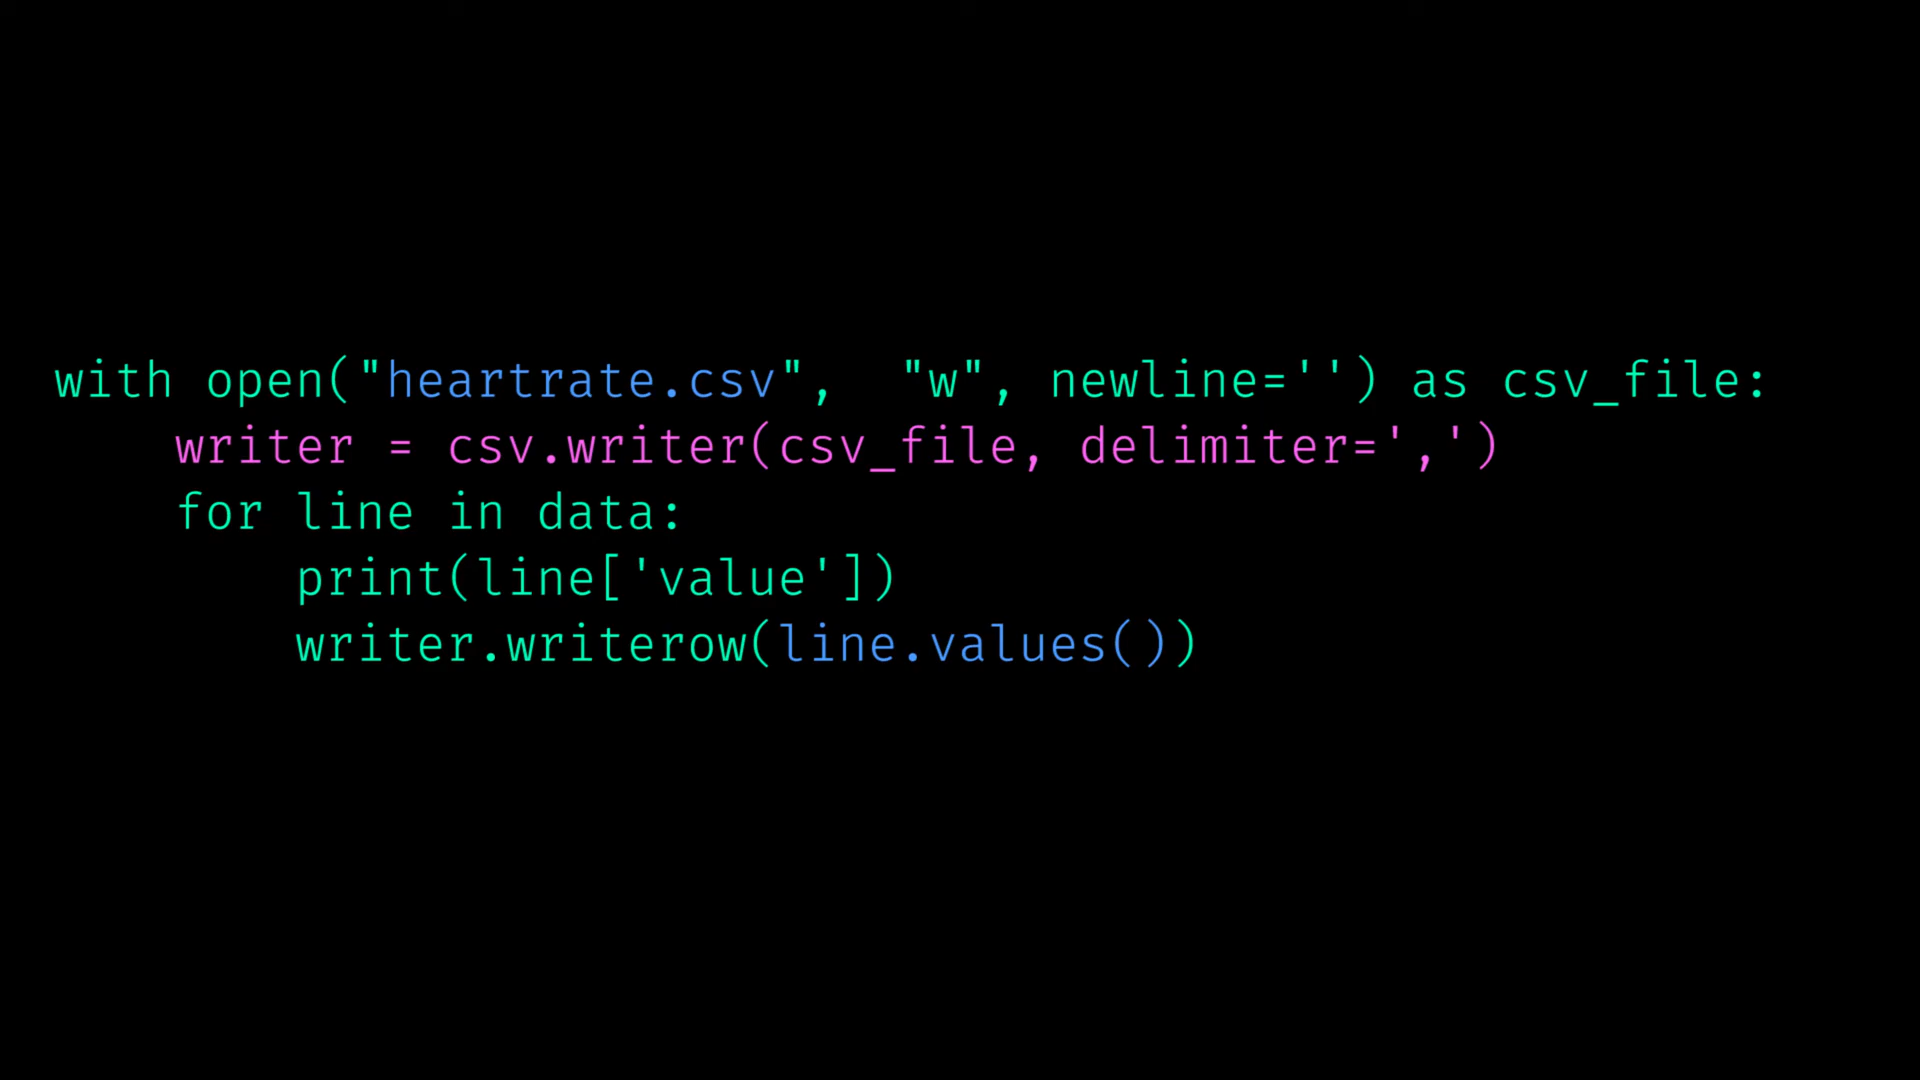 with open("heartrate.csv",  "w", newline='') as csv_file:
    writer = csv.writer(csv_file, delimiter=',')
    for line in data:
        print(line['value'])
        writer.writerow(line.values())